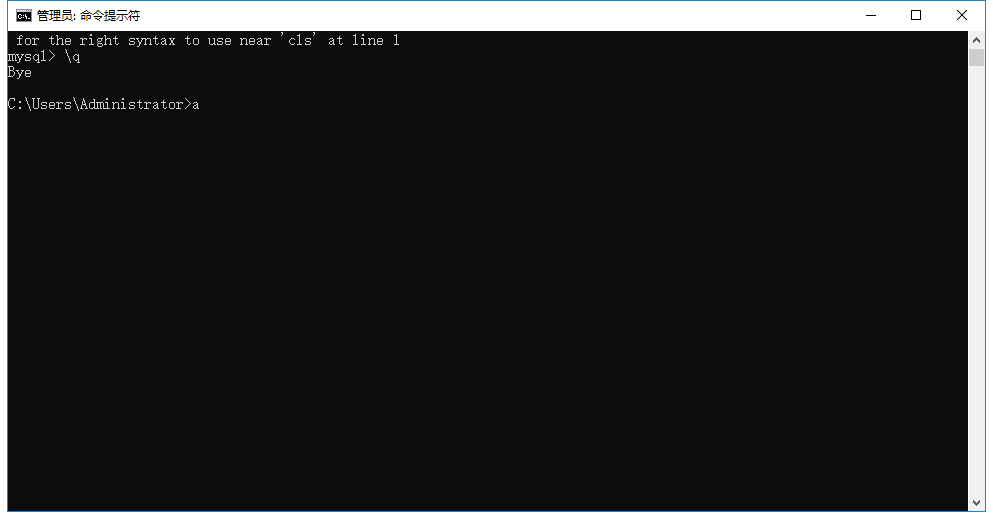 管理员: 命令提示符
for the right syntax to use near 'cls' at line 1
mysql> \q
Bye
C:\Users\Administrator>a